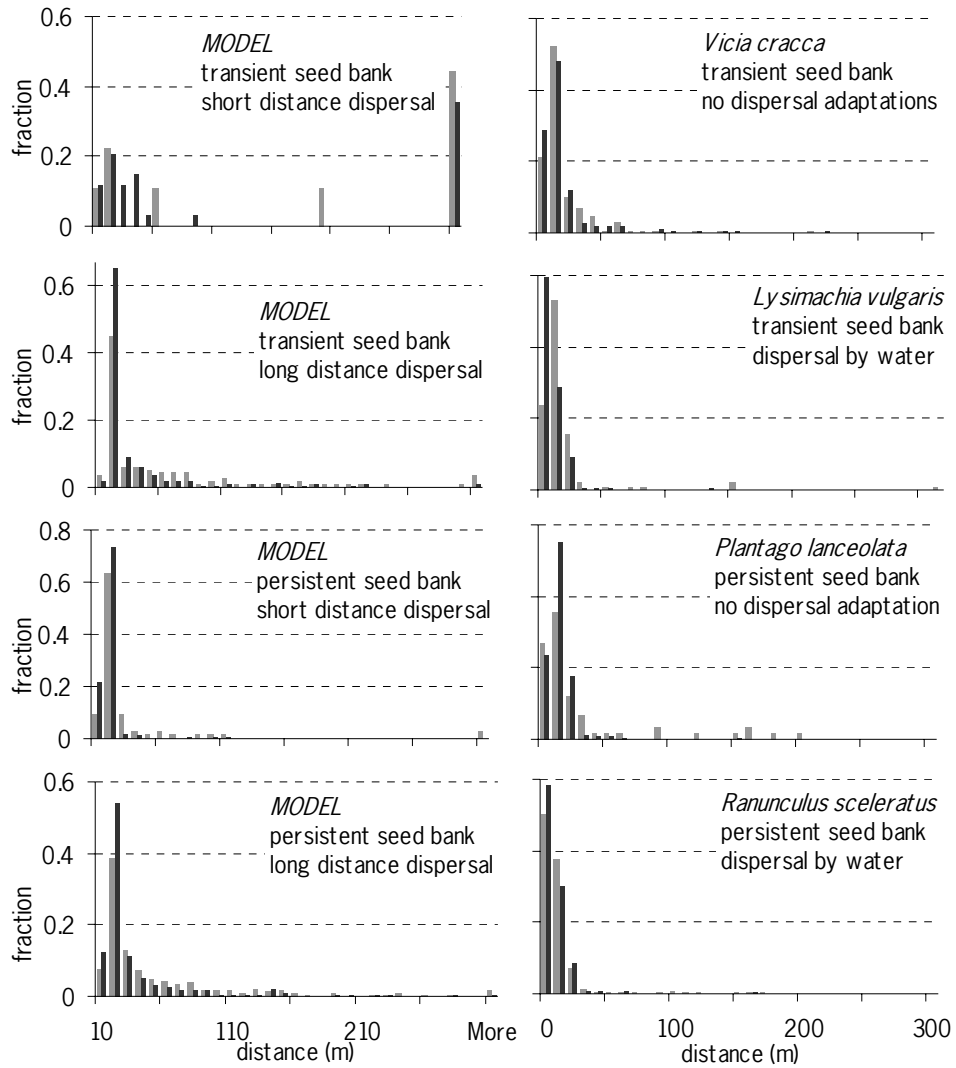 0.6
0.4
0.2
0
fraction
MODEL
transient seed bank
short distance dispersal
Vicia cracca
transient seed bank
no dispersal adaptations
0.6
0.4
0.2
0
fraction
MODEL
transient seed bank
long distance dispersal
Lysimachia vulgaris
transient seed bank
dispersal by water
0.8
0.6
0.4
0.2
0
fraction
MODEL
persistent seed bank
short distance dispersal
Plantago lanceolata
persistent seed bank
no dispersal adaptation
0.6
0.4
0.2
0
fraction
MODEL
persistent seed bank
long distance dispersal
10 110 210 More
distance (m)
Ranunculus sceleratus
persistent seed bank
dispersal by water
0 100 200 300
distance (m)